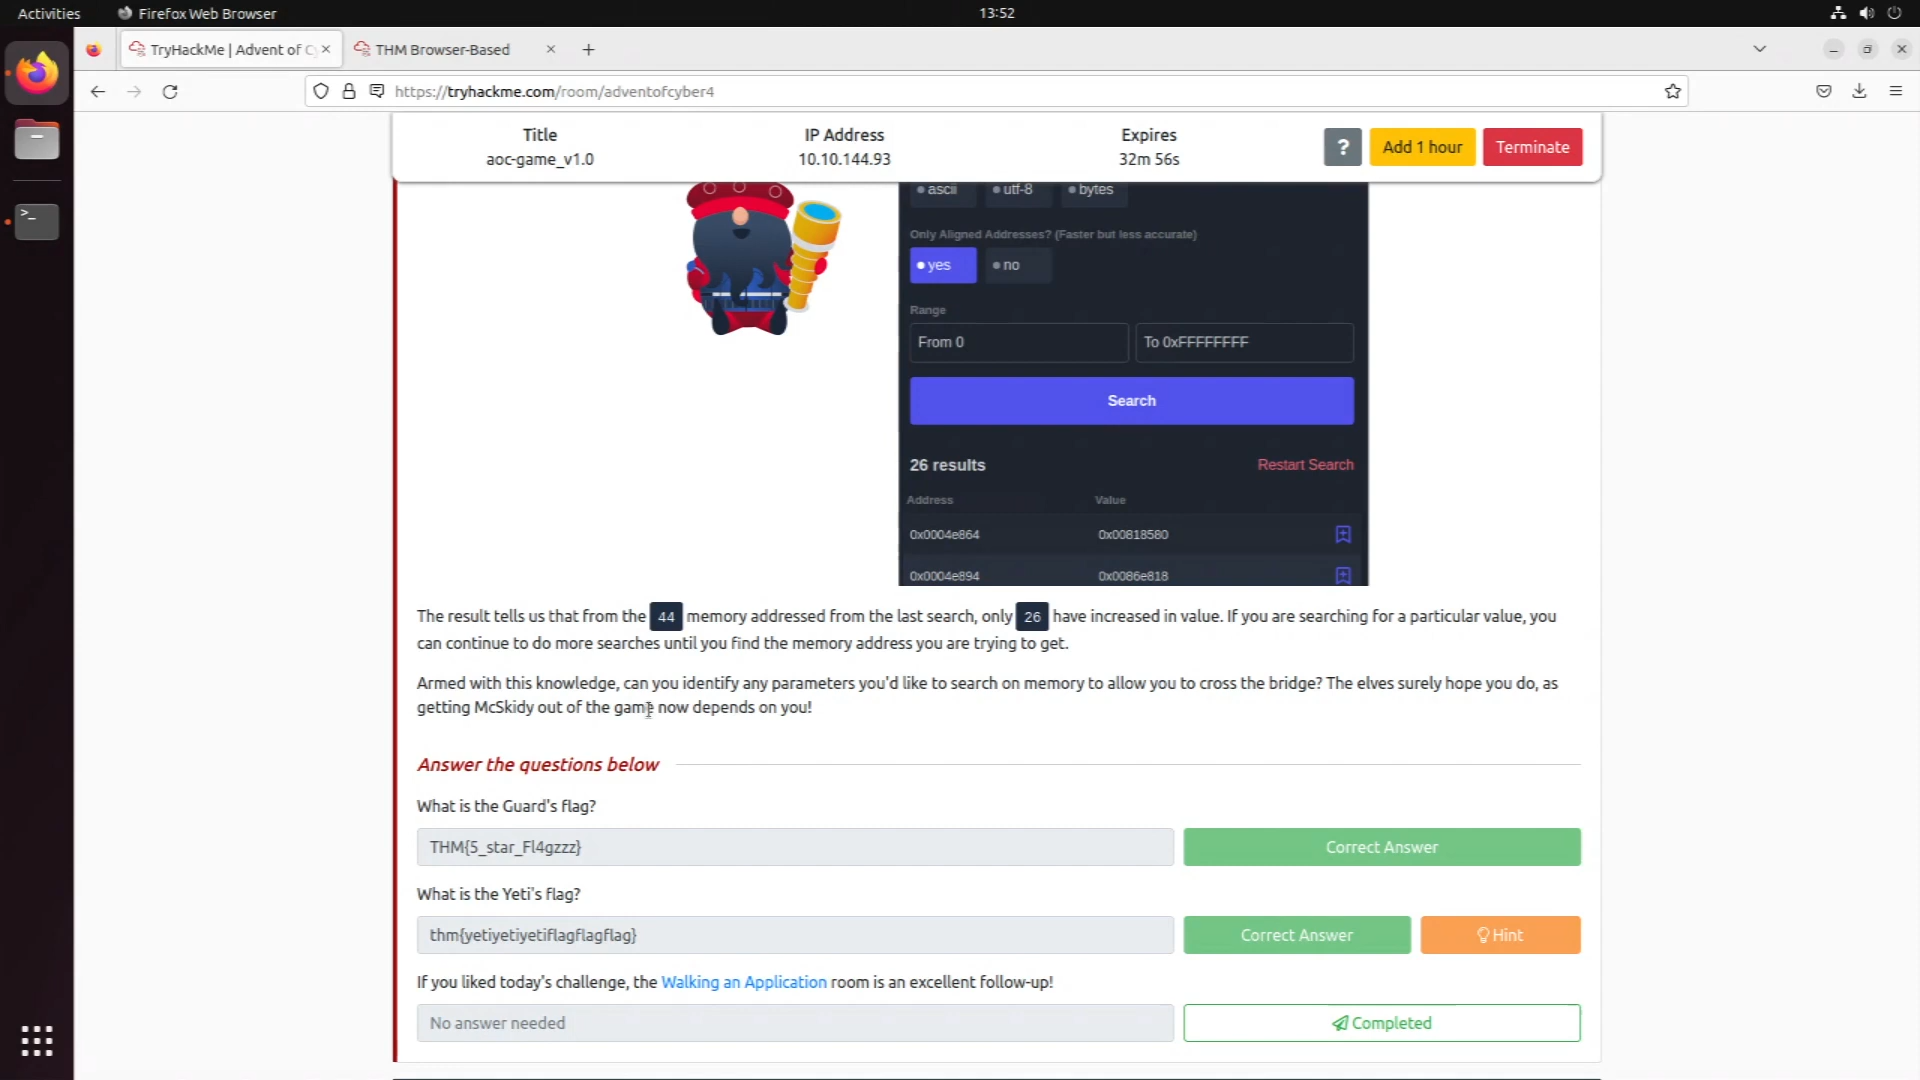 Activities Firefox Web Browser 13:52
TryHackMe | Advent of Cy THM Browser-Based
https://tryhackme.com/room/adventofcyber4
Title IP Address Expires
aoc-game_v1.0 10.10.144.93 32m 56s ? Add 1 hour Terminate
ascii utf-8 bytes
Only Aligned Addresses? (Faster but less accurate)
yes no
Range
From 0 To 0xFFFFFFFF
Search
26 results Restart Search
Address Value
0x0004e864 0x00818580
0x0004e894 0x0086e818
The result tells us that from the 44 memory addressed from the last search, only 26 have increased in value. If you are searching for a particular value, you
can continue to do more searches until you find the memory address you are trying to get.
Armed with this knowledge, can you identify any parameters you'd like to search on memory to allow you to cross the bridge? The elves surely hope you do, as
getting McSkidy out of the game now depends on you!
Answer the questions below
What is the Guard's flag?
THM{5_star_Fl4gzzz} Correct Answer
What is the Yeti's flag?
thm{yetiyetiyetiflagflagflag} Correct Answer Hint
If you liked today's challenge, the Walking an Application room is an excellent follow-up!
No answer needed Completed